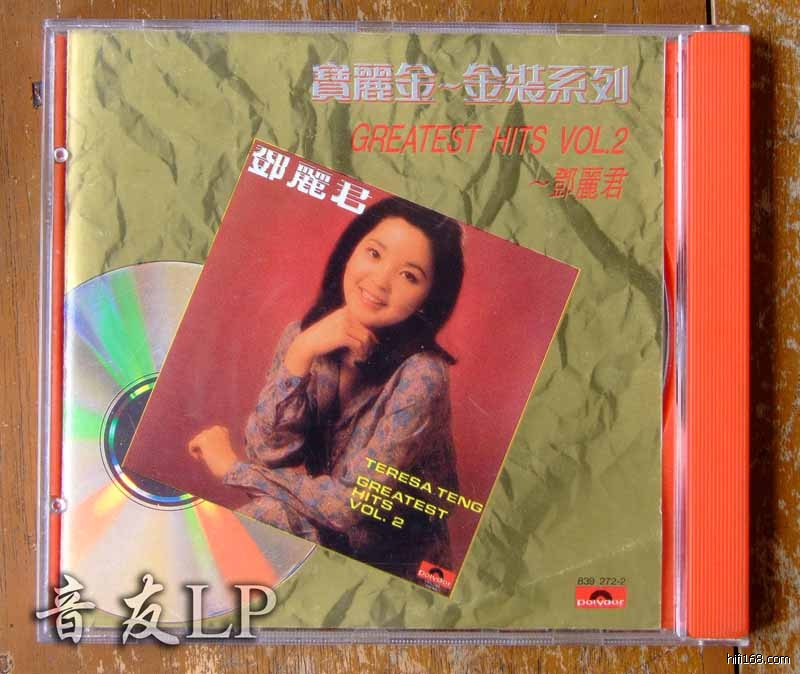 寶麗金~金裝系列
GREATEST HITS VOL.2
~鄧麗君
鄧麗君
TERESA TENG
GREATEST
HITS
VOL. 2
polydor
839 272-2
polydor
音友LP
hifi168.com